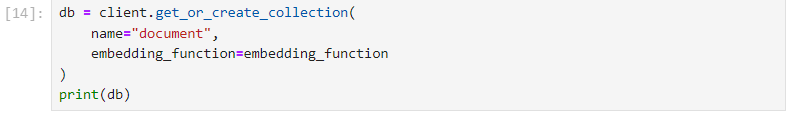 [14]: db = client.get_or_create_collection(
    name="document",
    embedding_function=embedding_function
)
print(db)